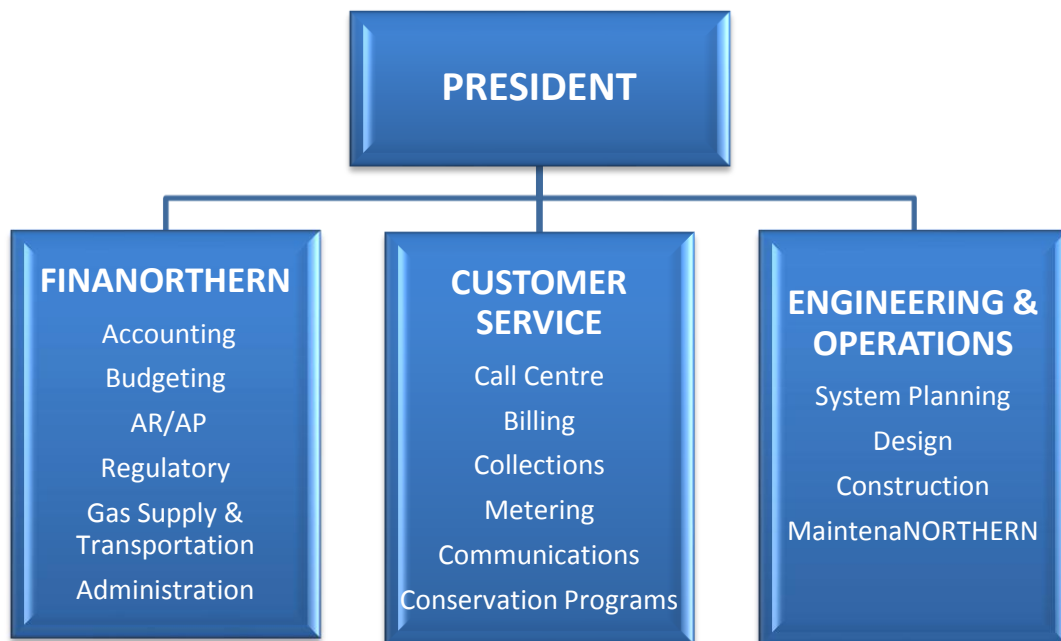 PRESIDENT
FINANORTHERN
Accounting
Budgeting
AR/AP
Regulatory
Gas Supply &
Transportation
Administration
CUSTOMER
SERVICE
Call Centre
Billing
Collections
Metering
Communications
Conservation Programs
ENGINEERING &
OPERATIONS
System Planning
Design
Construction
MaintenaNORTHERN